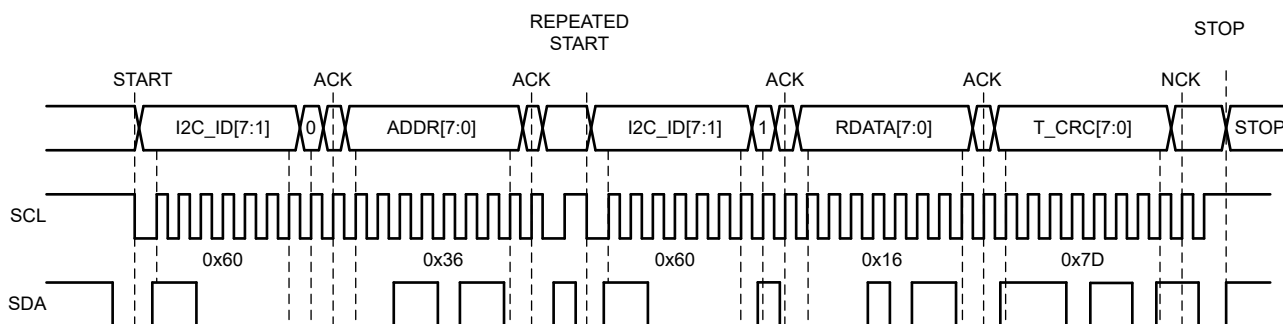 REPEATED
START
STOP
START
ACK
ACK
ACK
ACK
NCK
I2C_ID[7:1]
0
ADDR[7:0]
I2C_ID[7:1]
1
RDATA[7:0]
T_CRC[7:0]
STOP
SCL
0x60
0x36
0x60
0x16
0x7D
SDA